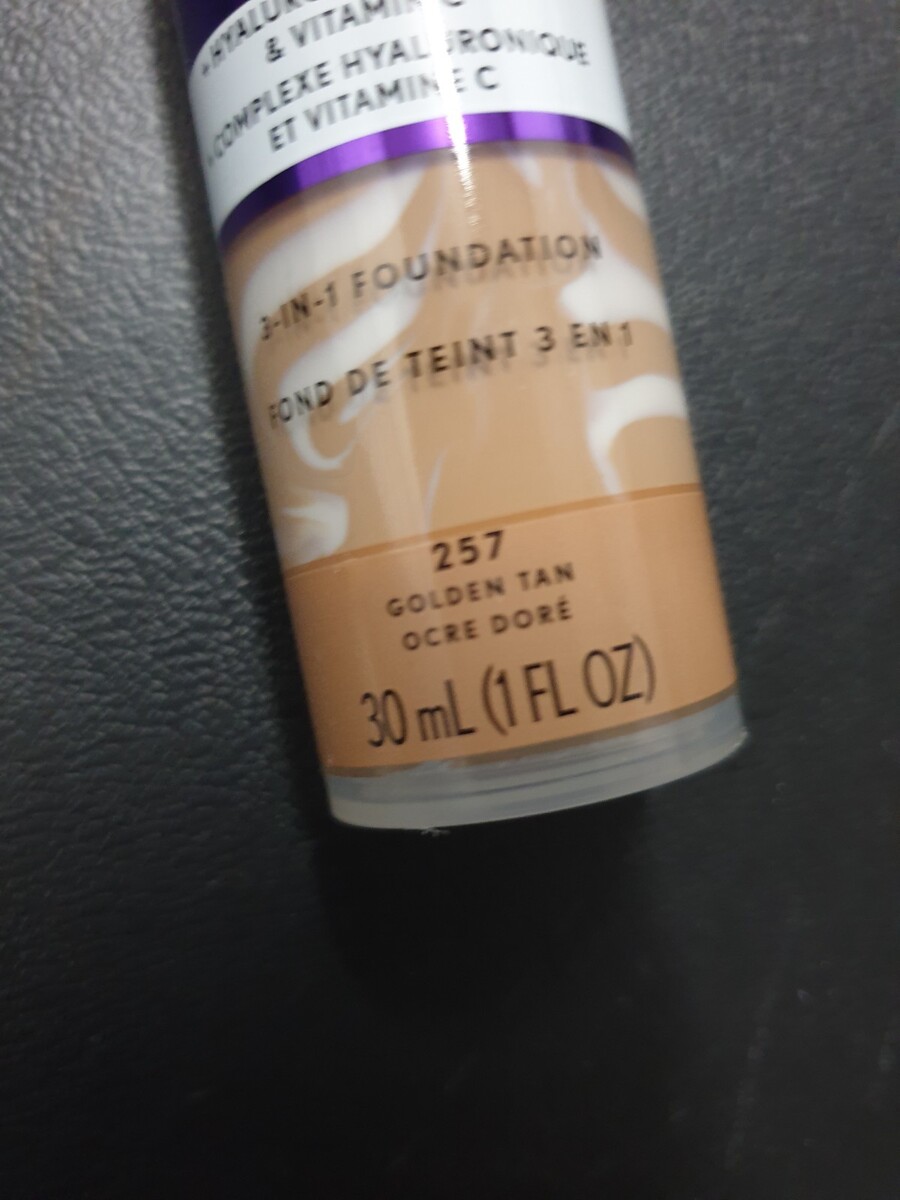 & VITAMIN C
COMPLEXE HYALURONIQUE
ET VITAMINE C
3-IN-1 FOUNDATION
FOND DE TEINT 3 EN 1
257
GOLDEN TAN
OCRE DORÉ
30 mL (1 FL OZ)